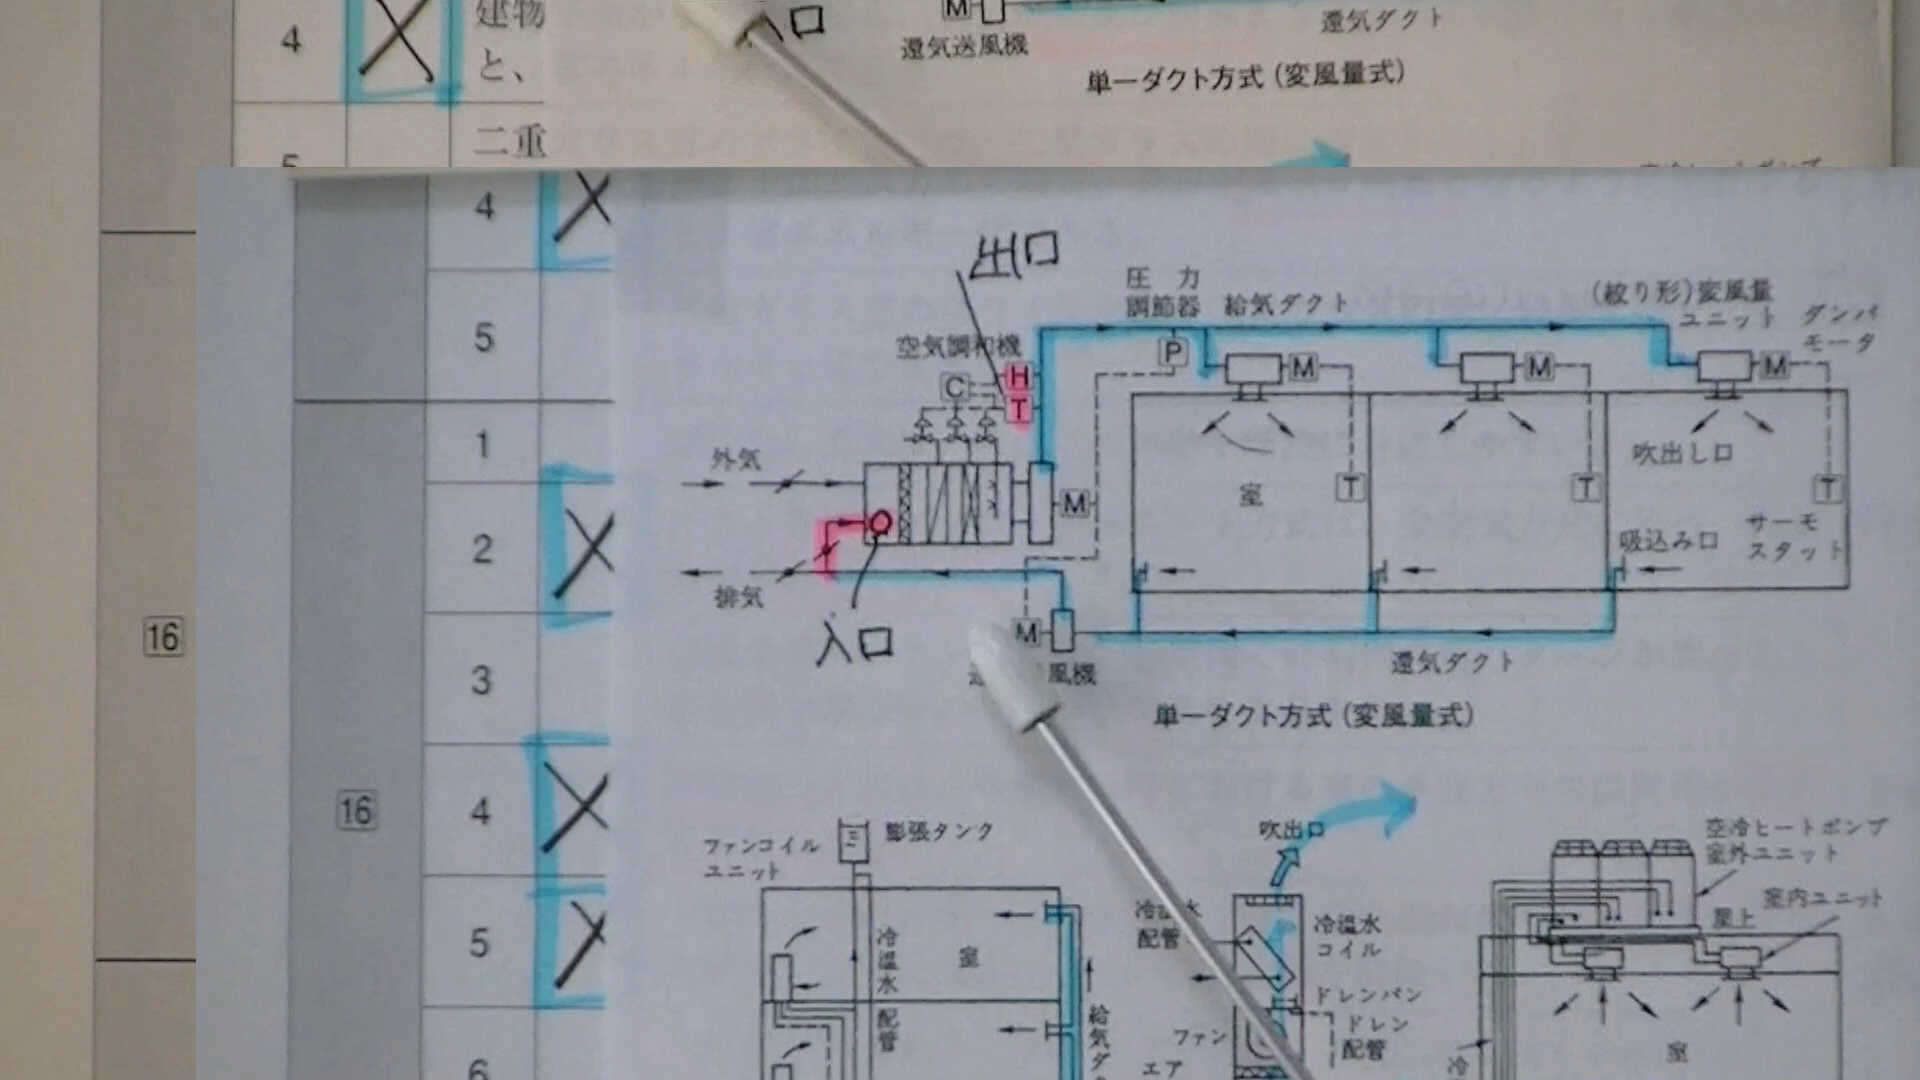 4
建物
と、
5
二重
入口
M
還気送風機
還気ダクト
単一ダクト方式 (変風量式)
16
4
5
1
2
3
16
4
5
6
出口
圧力
調節器
給気ダクト
(絞り形)変風量
ユニット
ダンパ
モータ
空気調和機
C
H
T
P
M
M
M
外気
排気
入口
M
M
室
T
T
T
吹出し口
吸込み口
サーモ
スタット
風機
還気ダクト
単一ダクト方式 (変風量式)
ファンコイル
ユニット
膨張タンク
冷温水
配管
室
給気ダ
吹出口
冷温水
配管
冷温水
コイル
ドレンパン
ドレン
配管
ファン
エア
空冷ヒートポンプ
室外ユニット
室内ユニット
屋上
室
冷